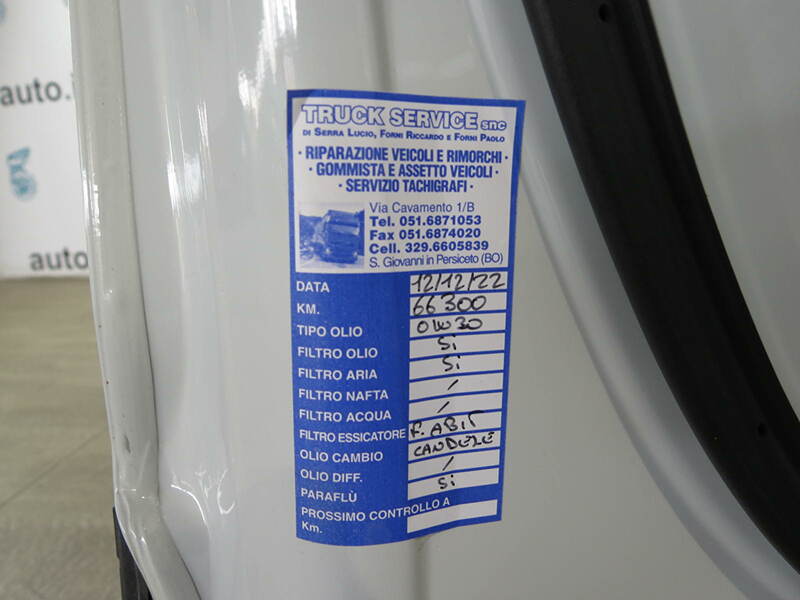 auto.
auto
TRUCK SERVICE snc
DI SERRA LUCIO, FORNI RICCARDO E FORNI PAOLO
· RIPARAZIONE VEICOLI E RIMORCHI ·
· GOMMISTA E ASSETTO VEICOLI ·
· SERVIZIO TACHIGRAFI ·
Via Cavamento 1/B
Tel. 051.6871053
Fax 051.6874020
Cell. 329.6605839
S. Giovanni in Persiceto (BO)
DATA 12/12/22
KM. 66300
TIPO OLIO 0W30
FILTRO OLIO Si
FILTRO ARIA Si
FILTRO NAFTA /
FILTRO ACQUA /
FILTRO ESSICATORE F. ABIT
OLIO CAMBIO CANDELE
OLIO DIFF. /
PARAFLÙ Si
PROSSIMO CONTROLLO A
Km.